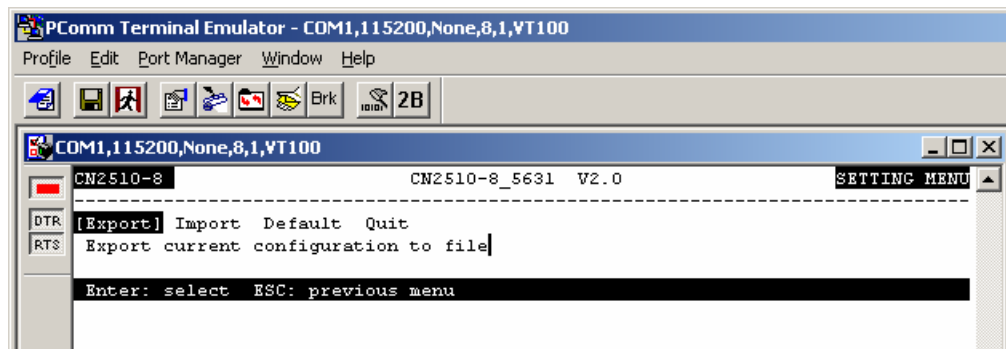 PComm Terminal Emulator - COM1,115200,None,8,1,VT100
Profile Edit Port Manager Window Help
Brk 2B
COM1,115200,None,8,1,VT100
CN2510-8 CN2510-8_5631 V2.0 SETTING MENU
DTR [Export] Import Default Quit
RTS Export current configuration to file
Enter: select ESC: previous menu